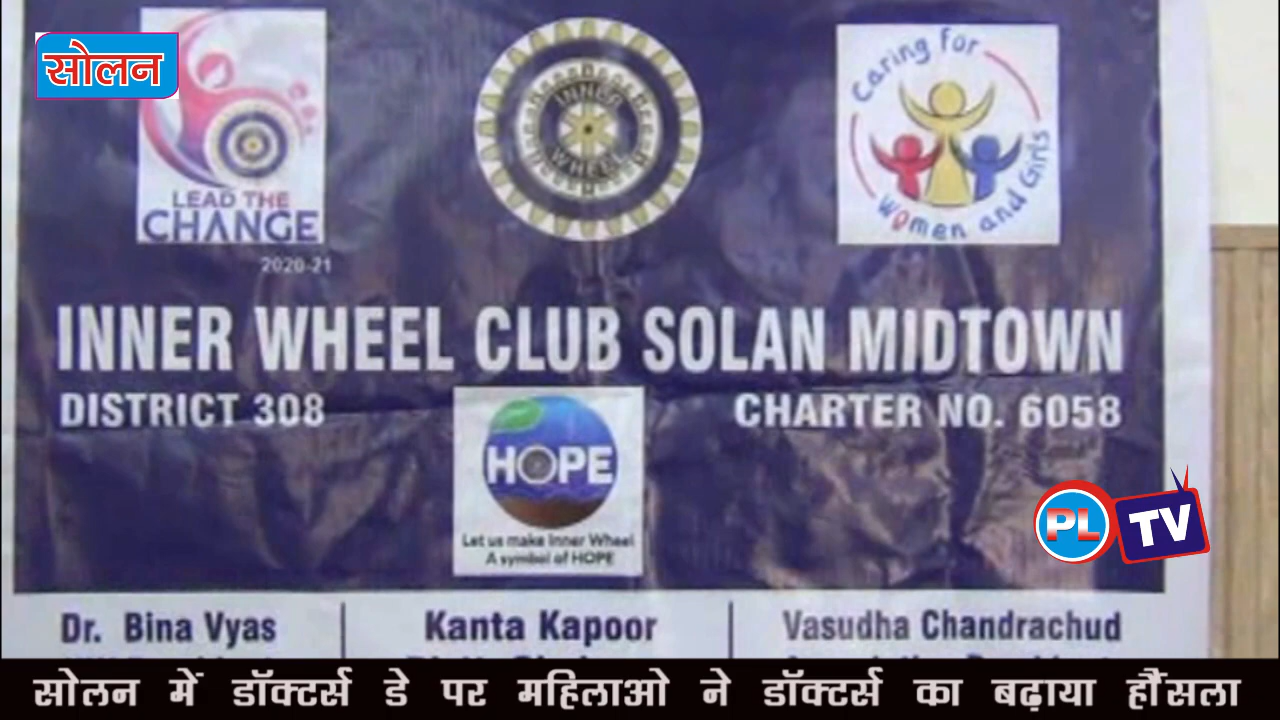 सोलन
LEAD THE
CHANGE
2020-21
INNER
WHEEL
Caring for
women and Girls
INNER WHEEL CLUB SOLAN MIDTOWN
DISTRICT 308
CHARTER NO. 6058
HOPE
Let us make Inner Wheel
A symbol of HOPE
PL TV
Dr. Bina Vyas
Kanta Kapoor
Vasudha Chandrachud
सोलन में डॉक्टर्स डे पर महिलाओ ने डॉक्टर्स का बढ़ाया हौंसला